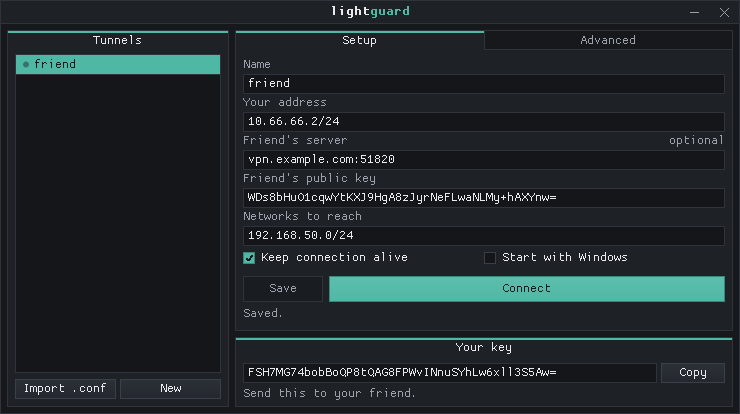 lightguard
Tunnels
friend
Import .conf
New
Setup
Advanced
Name
friend
Your address
10.66.66.2/24
Friend's server optional
vpn.example.com:51820
Friend's public key
WDs8bHuO1cqwYtKXJ9HgA8zJyrNeFLwaNLMy+hAXYnw=
Networks to reach
192.168.50.0/24
Keep connection alive
Start with Windows
Save
Connect
Saved.
Your key
FSH7MG74bobBoQP8tQAG8FPWvINnuSYhLw6xll3S5Aw=
Copy
Send this to your friend.